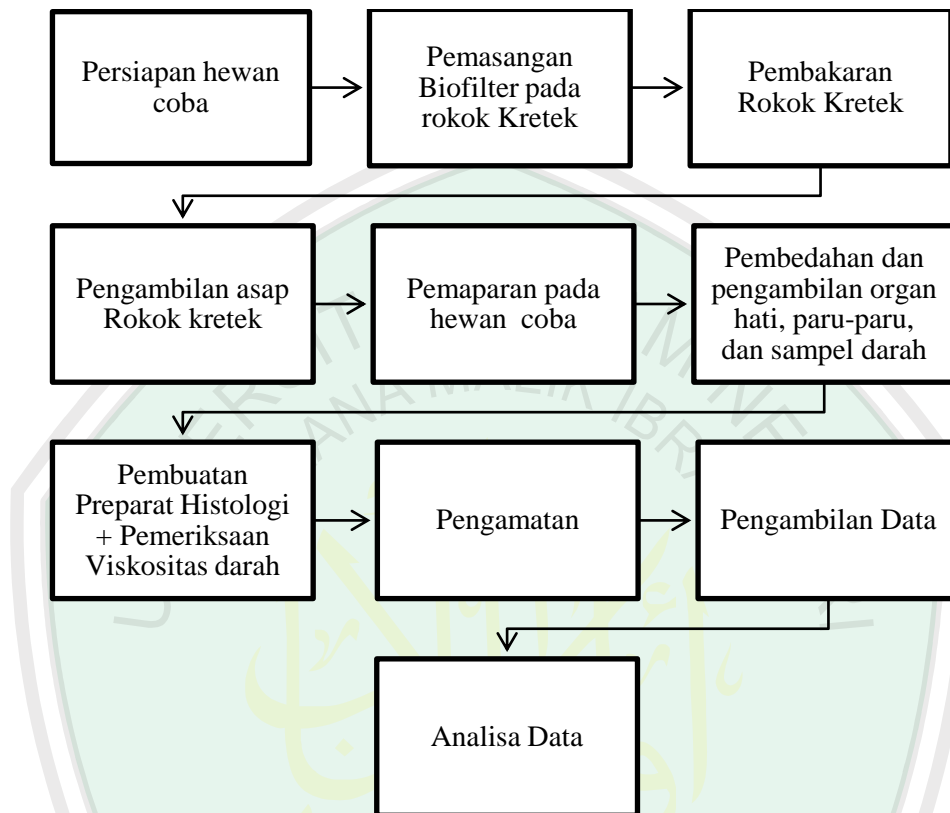 Persiapan hewan
coba
Pemasangan
Biofilter pada
rokok Kretek
Pembakaran
Rokok Kretek
Pengambilan asap
Rokok kretek
Pemaparan pada
hewan coba
Pembedahan dan
pengambilan organ
hati, paru-paru,
dan sampel darah
Pembuatan
Preparat Histologi
+ Pemeriksaan
Viskositas darah
Pengamatan
Pengambilan Data
Analisa Data